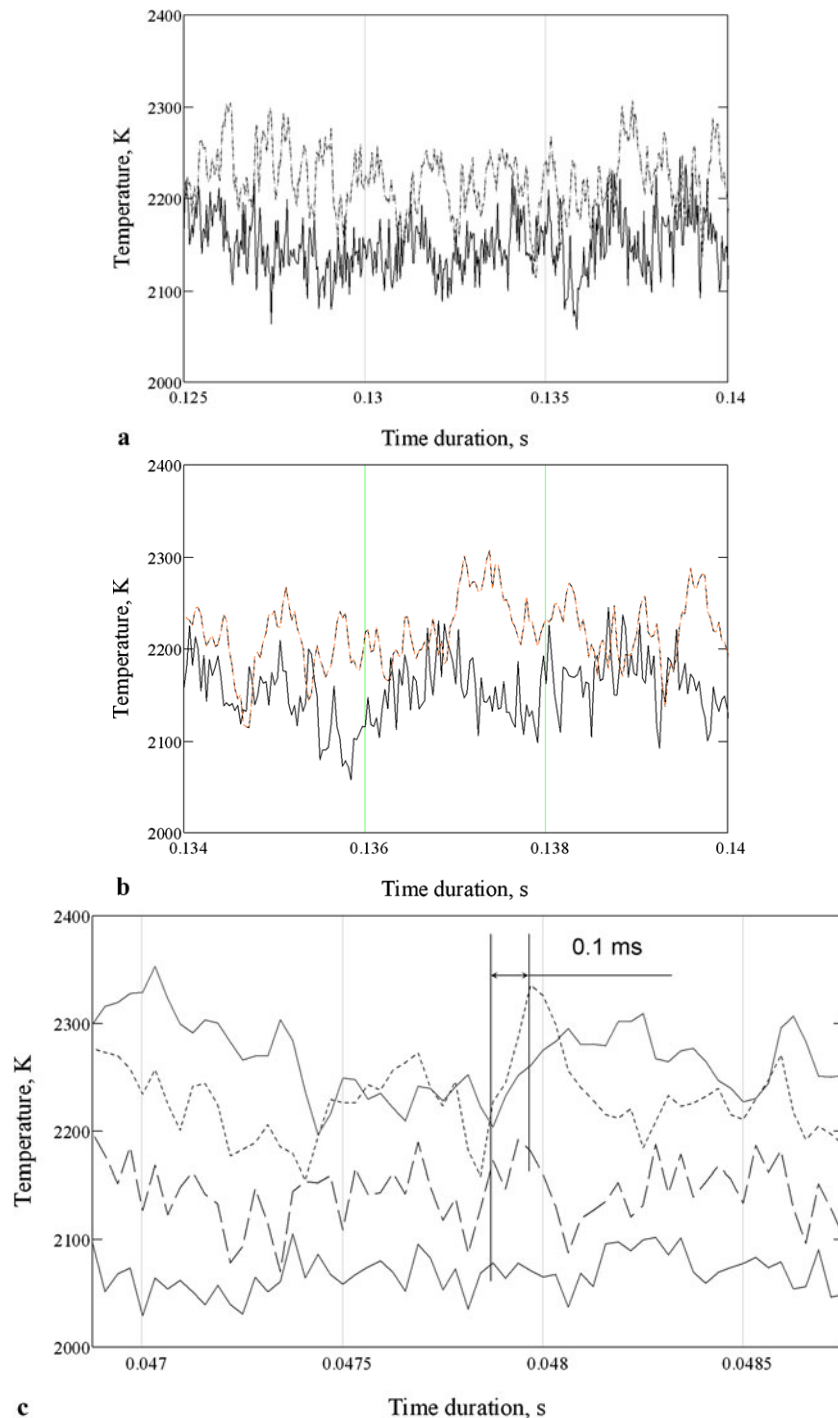 2400
2300
2200
2100
2000
Temperature, K
0.125 0.13 0.135 0.14
a Time duration, s
2400
2300
2200
2100
2000
Temperature, K
0.134 0.136 0.138 0.14
b Time duration, s
2400
0.1 ms
2300
2200
2100
2000
Temperature, K
0.047 0.0475 0.048 0.0485
c Time duration, s